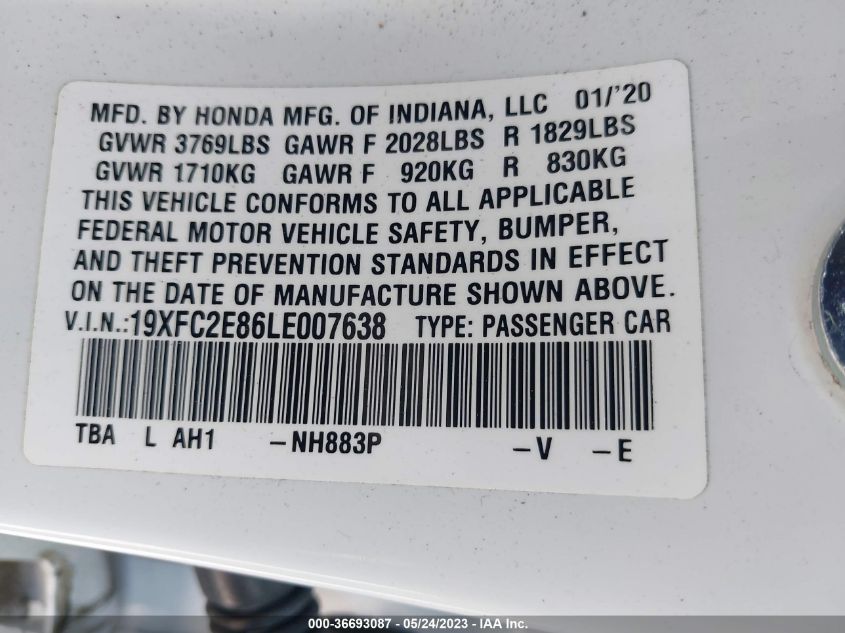 MFD. BY HONDA MFG. OF INDIANA, LLC 01/'20
GVWR 3769LBS GAWR F 2028LBS R 1829LBS
GVWR 1710KG GAWR F 920KG R 830KG
THIS VEHICLE CONFORMS TO ALL APPLICABLE
FEDERAL MOTOR VEHICLE SAFETY, BUMPER,
AND THEFT PREVENTION STANDARDS IN EFFECT
ON THE DATE OF MANUFACTURE SHOWN ABOVE.
V.I.N.:19XFC2E86LE007638 TYPE: PASSENGER CAR
TBA L AH1 -NH883P -V -E
000-36693087 - 05/24/2023 - IAA Inc.